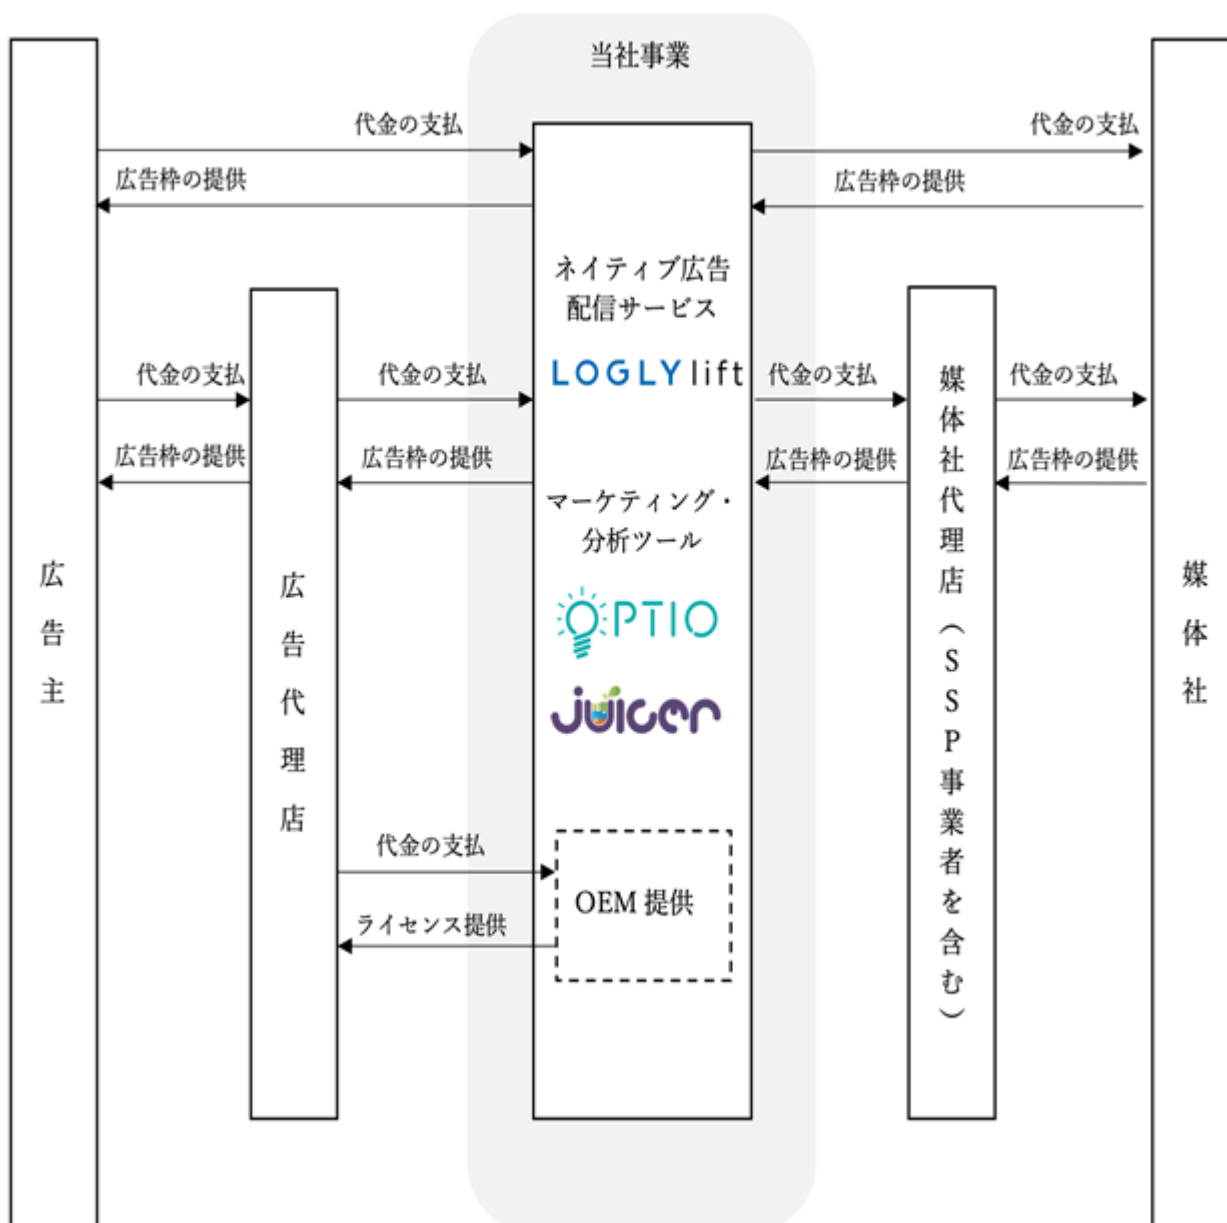 当社事業
代金の支払
代金の支払
広告枠の提供
広告枠の提供
ネイティブ広告
配信サービス
LOGLY lift
代金の支払
代金の支払
代金の支払
代金の支払
広告枠の提供
広告枠の提供
広告枠の提供
広告枠の提供
マーケティング・
分析ツール
OPTIO
juicer
広告主
広告代理店
媒体社代理店（SSP事業者を含む）
媒体社
代金の支払
OEM 提供
ライセンス提供